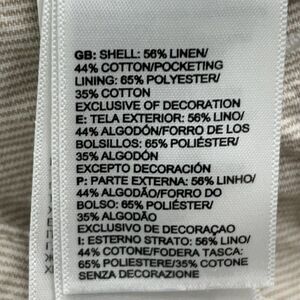 GB: SHELL: 56% LINEN/
44% COTTON/POCKETING
LINING: 65% POLYESTER/
35% COTTON
EXCLUSIVE OF DECORATION
E: TELA EXTERIOR: 56% LINO/
44% ALGODÓN/FORRO DE LOS
BOLSILLOS: 65% POLIÉSTER/
35% ALGODÓN
EXCEPTO DECORACIÓN
P: PARTE EXTERNA: 56% LINHO/
44% ALGODÃO/FORRO DO
BOLSO: 65% POLIÉSTER/
35% ALGODÃO
EXCLUSIVO DE DECORAÇAO
I: ESTERNO STRATO: 56% LINO/
44% COTONE/FODERA TASCA:
65% POLIESTERE/35% COTONE
SENZA DECORAZIONE